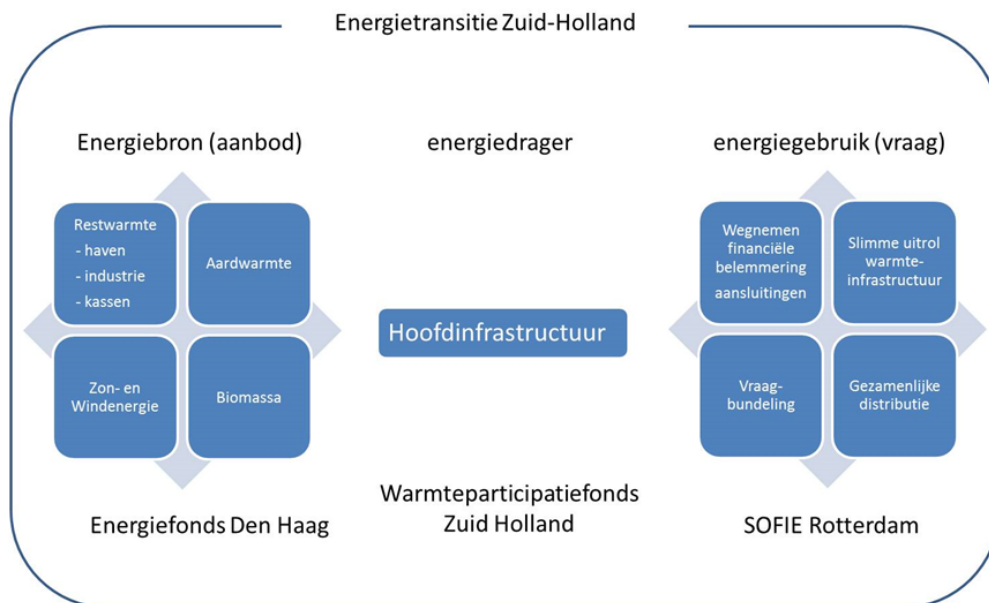 Energietransitie Zuid-Holland
Energiebron (aanbod)
energiedrager
energiegebruik (vraag)
Restwarmte
- haven
- industrie
- kassen
Aardwarmte
Zon- en
Windenergie
Biomassa
Hoofdinfrastructuur
Wegnemen
financiële
belemmering
aansluitingen
Slimme uitrol
warmte-
infrastructuur
Vraag-
bundeling
Gezamenlijke
distributie
Energiefonds Den Haag
Warmteparticipatiefonds
Zuid Holland
SOFIE Rotterdam